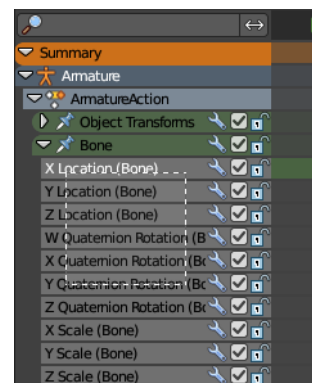 Summary
Armature
ArmatureAction
Object Transforms
Bone
X Location (Bone)
Y Location (Bone)
Z Location (Bone)
W Quaternion Rotation (B
X Quaternion Rotation (Bo
Y Quaternion Rotation (Bo
Z Quaternion Rotation (Bo
X Scale (Bone)
Y Scale (Bone)
Z Scale (Bone)